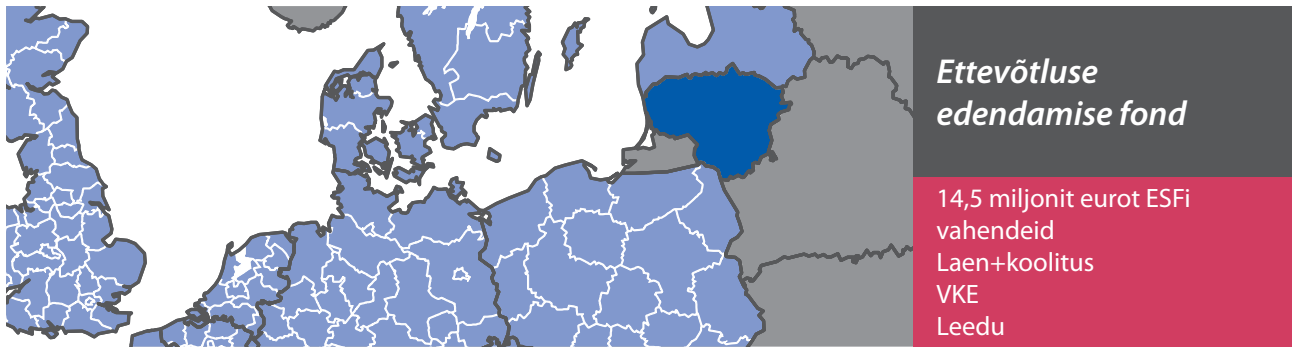 Ettevõtluse
edendamise fond
14,5 miljonit eurot ESFi
vahendeid
Laen+koolitus
VKE
Leedu